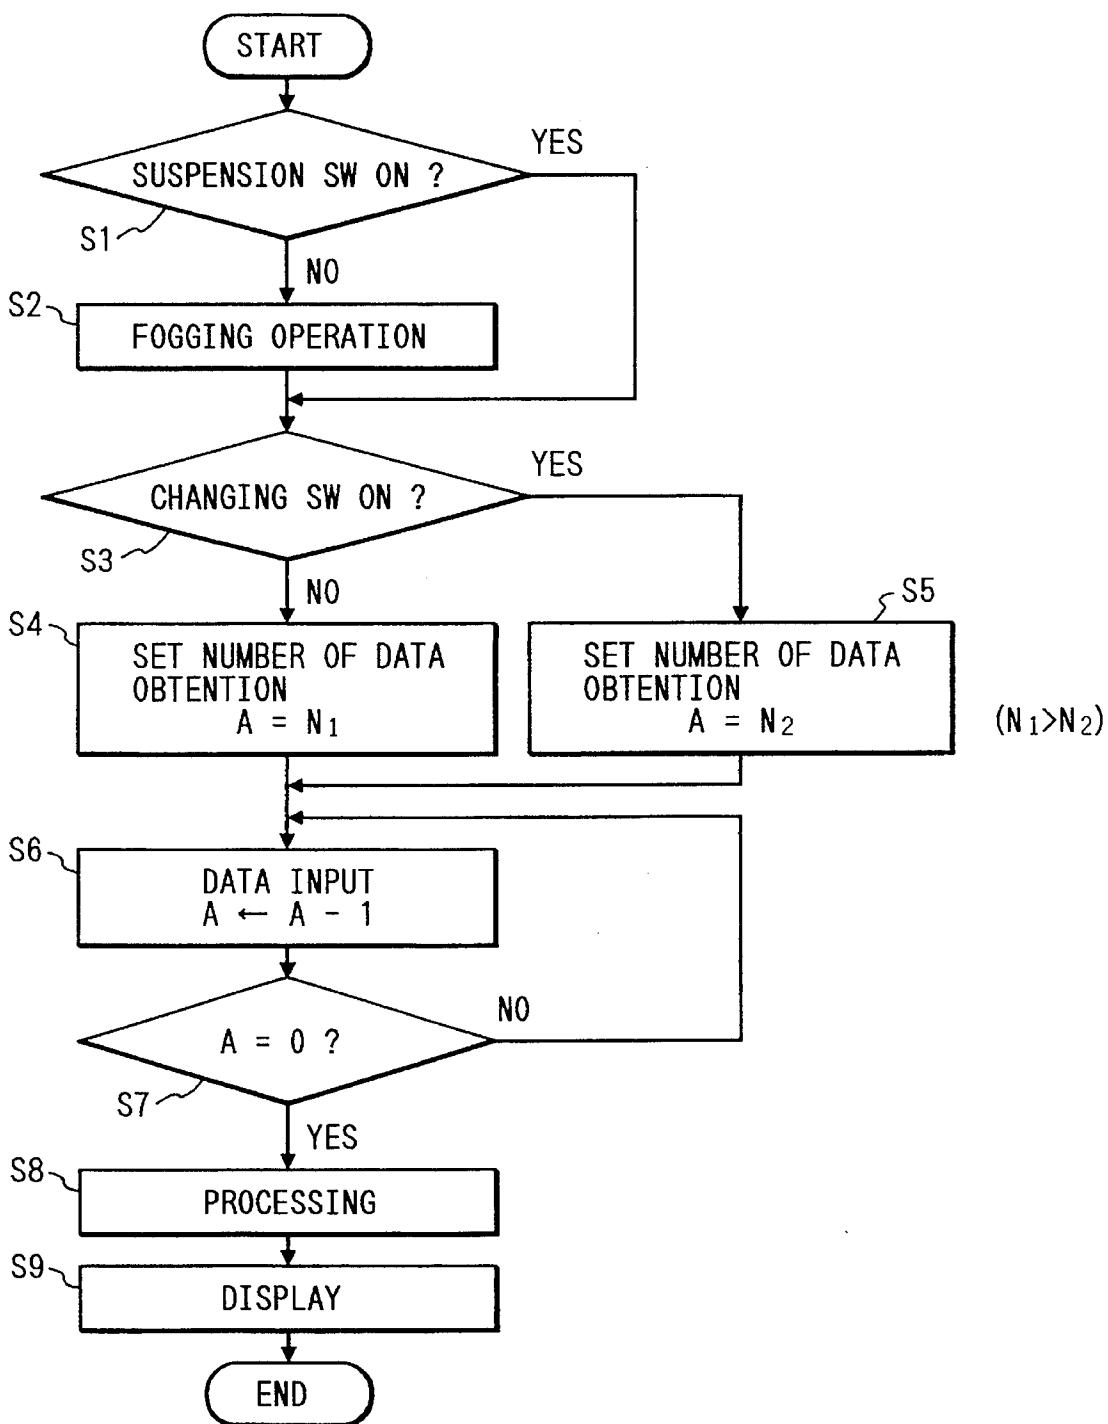 START
SUSPENSION SW ON ?
YES
S1
NO
S2
FOGGING OPERATION
CHANGING SW ON ?
YES
S3
NO
S4
SET NUMBER OF DATA
OBTENTION
A = N1
S5
SET NUMBER OF DATA
OBTENTION
A = N2
(N1>N2)
S6
DATA INPUT
A ← A - 1
A = 0 ?
NO
S7
YES
S8
PROCESSING
S9
DISPLAY
END